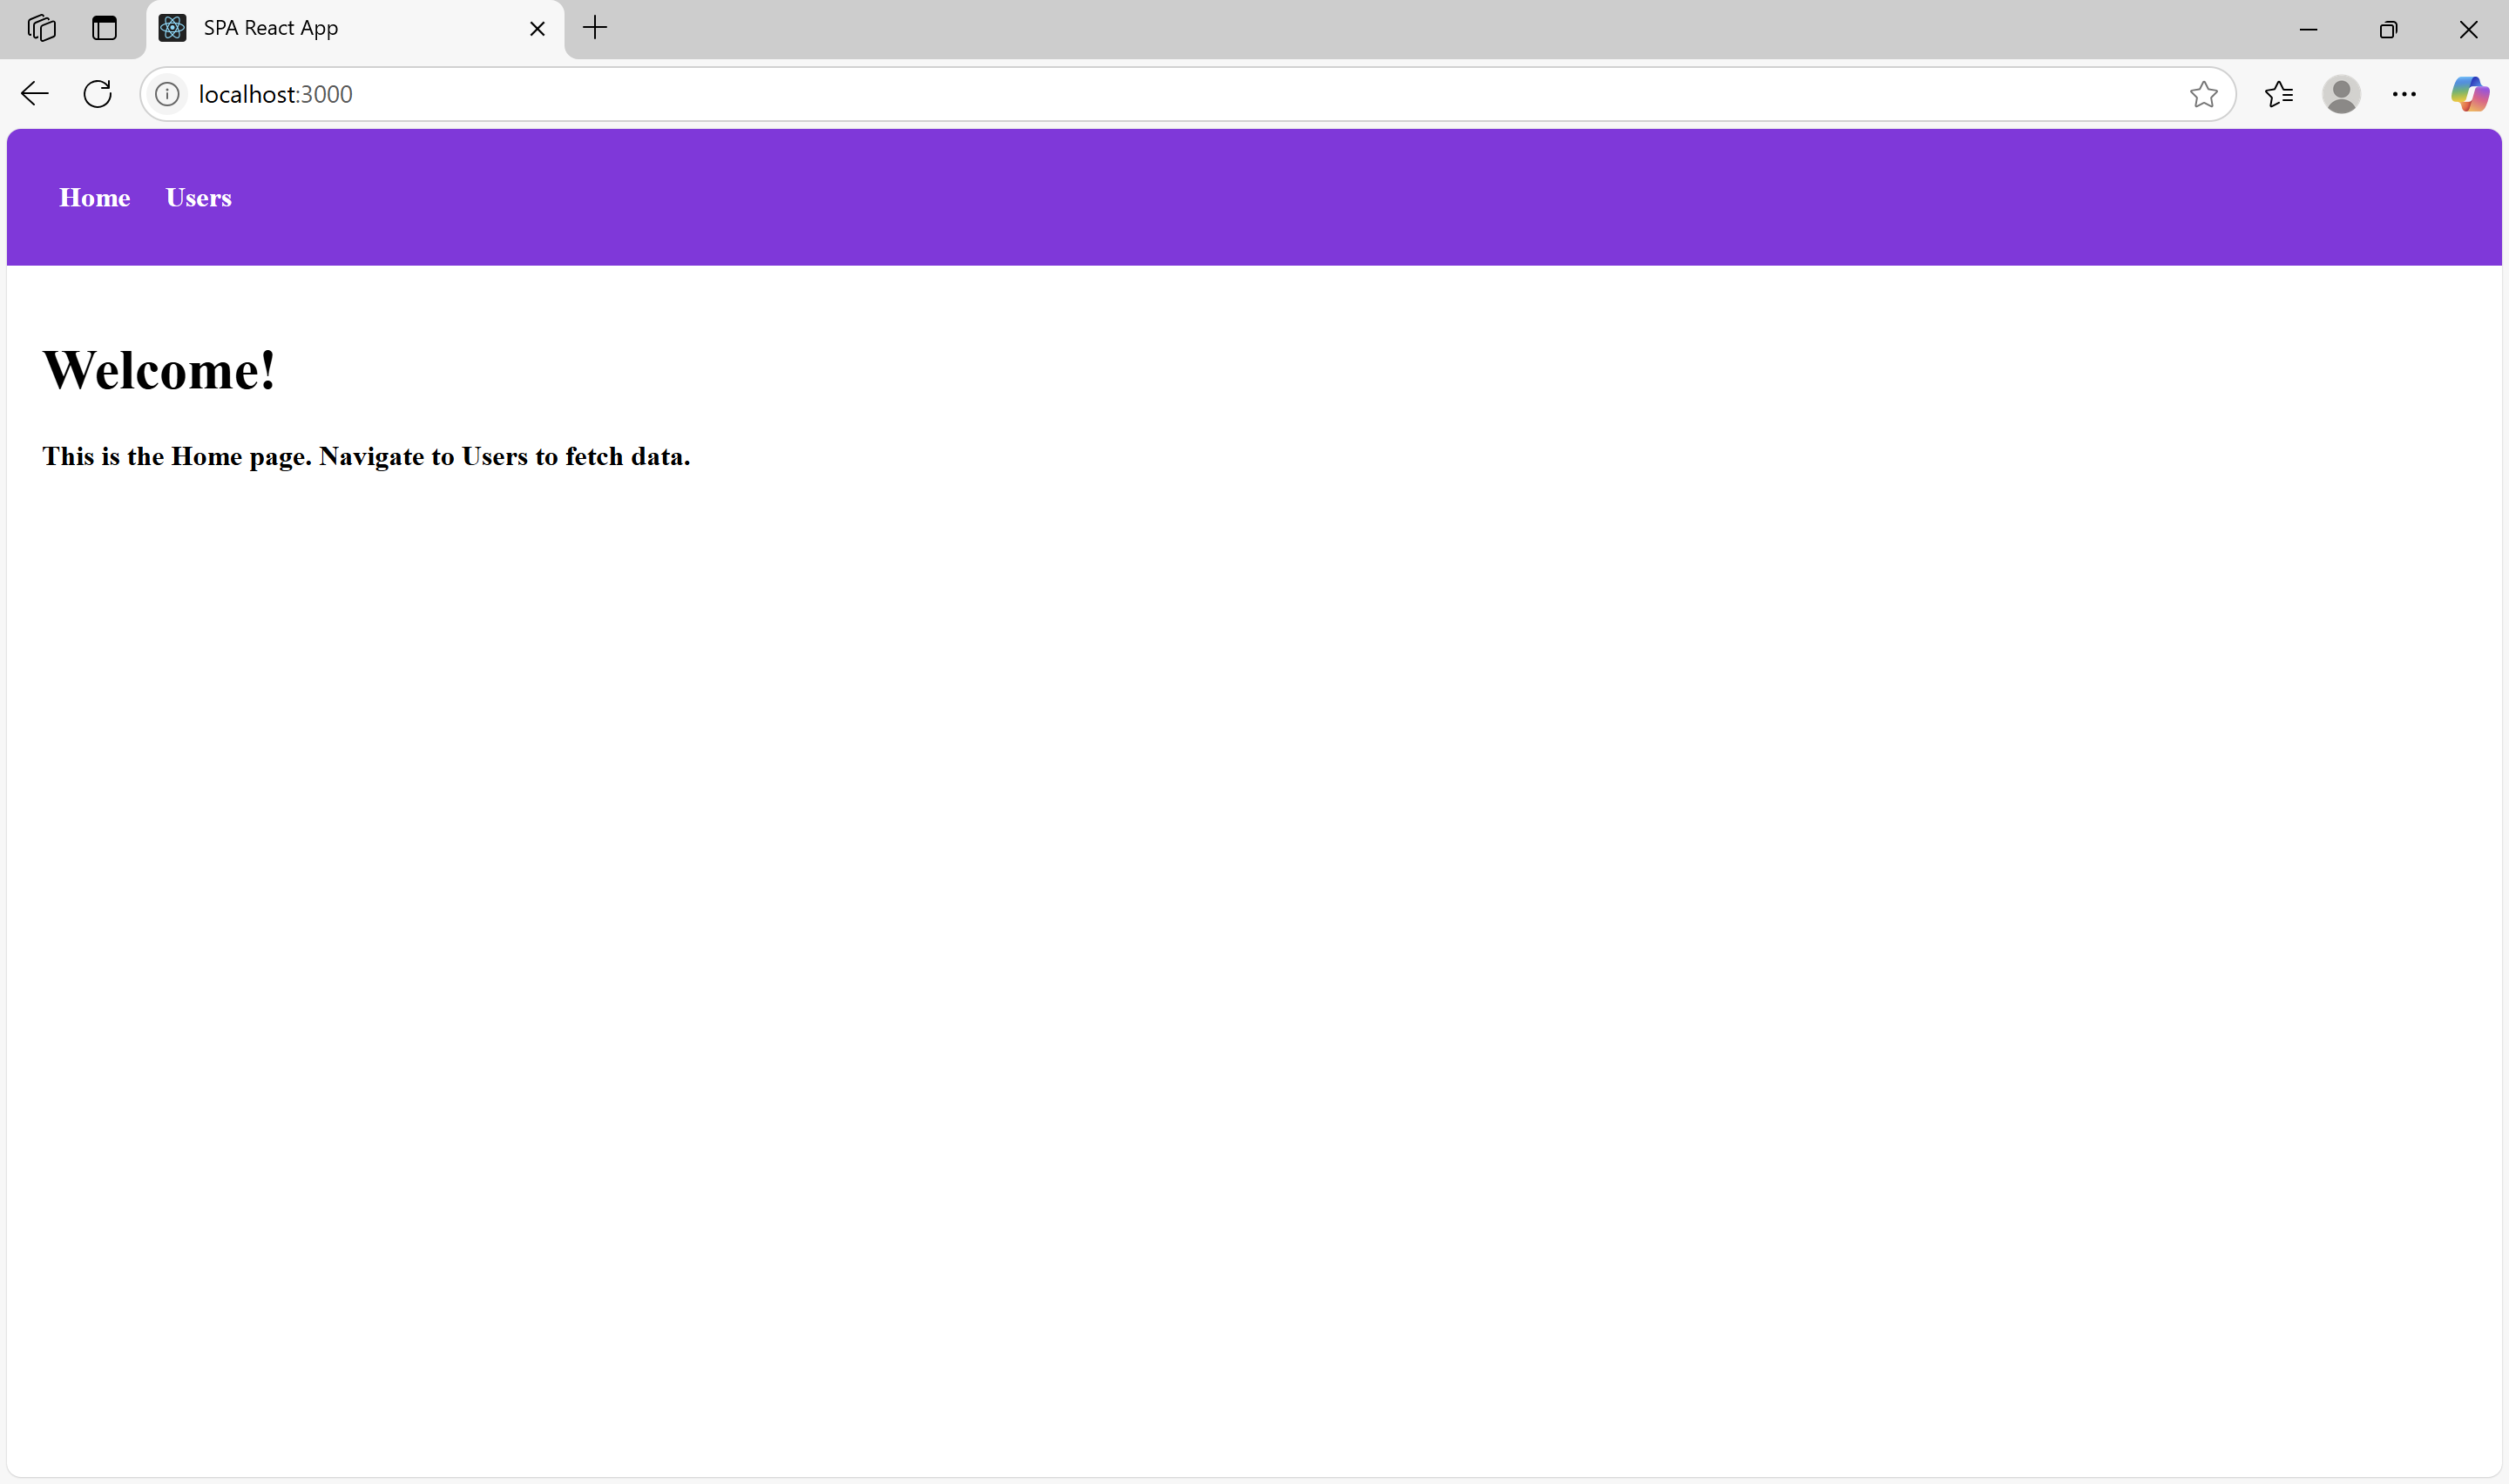 SPA React App
localhost:3000
Home Users
Welcome!
This is the Home page. Navigate to Users to fetch data.